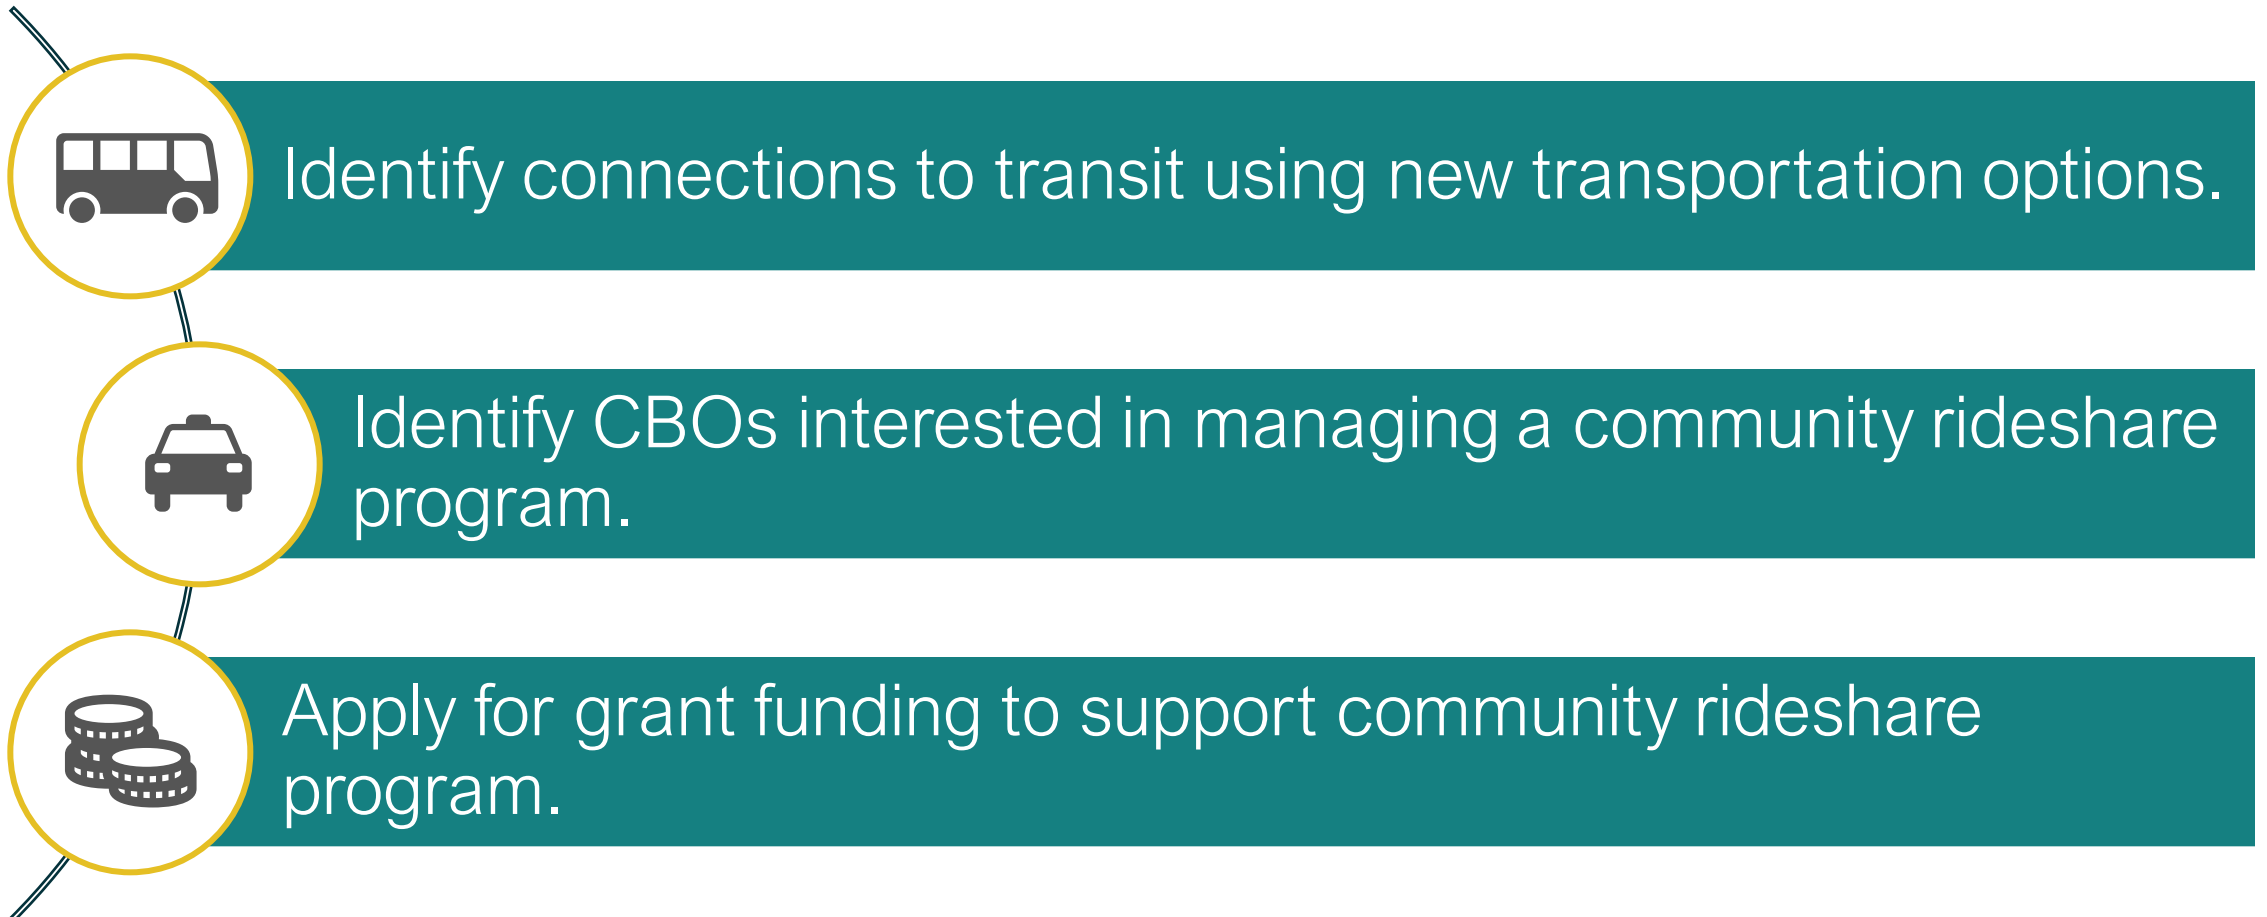 Identify connections to transit using new transportation options.
Identify CBOs interested in managing a community rideshare
program.
Apply for grant funding to support community rideshare
program.